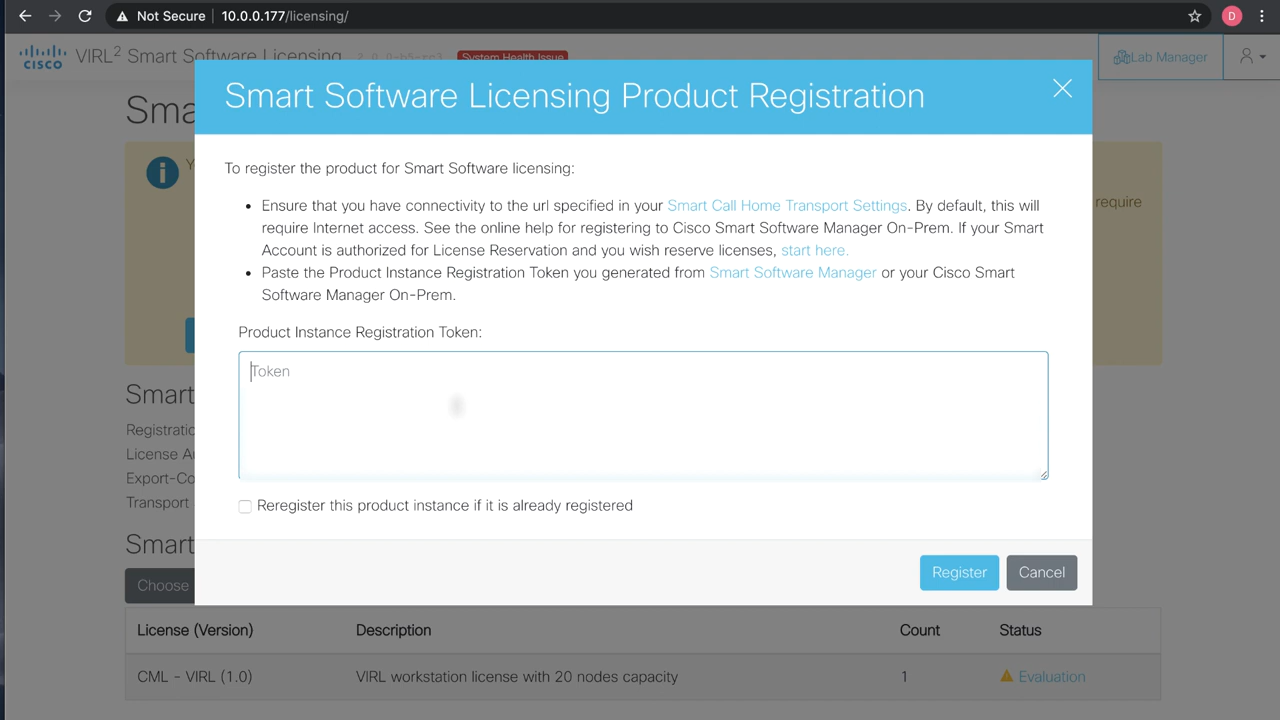 Not Secure 10.0.0.177/licensing/
D
CISCO
VIRL² Smart Software Licensing
System Health Issue
Lab Manager
Sma
Smart Software Licensing Product Registration
To register the product for Smart Software licensing:
• Ensure that you have connectivity to the url specified in your Smart Call Home Transport Settings. By default, this will
require Internet access. See the online help for registering to Cisco Smart Software Manager On-Prem. If your Smart
Account is authorized for License Reservation and you wish reserve licenses, start here.
• Paste the Product Instance Registration Token you generated from Smart Software Manager or your Cisco Smart
Software Manager On-Prem.
require
Product Instance Registration Token:
Token
Reregister this product instance if it is already registered
Register
Cancel
Smart
Registratio
License A
Export-Co
Transport
Smart
Choose
License (Version) Description Count Status
CML - VIRL (1.0) VIRL workstation license with 20 nodes capacity 1 Evaluation